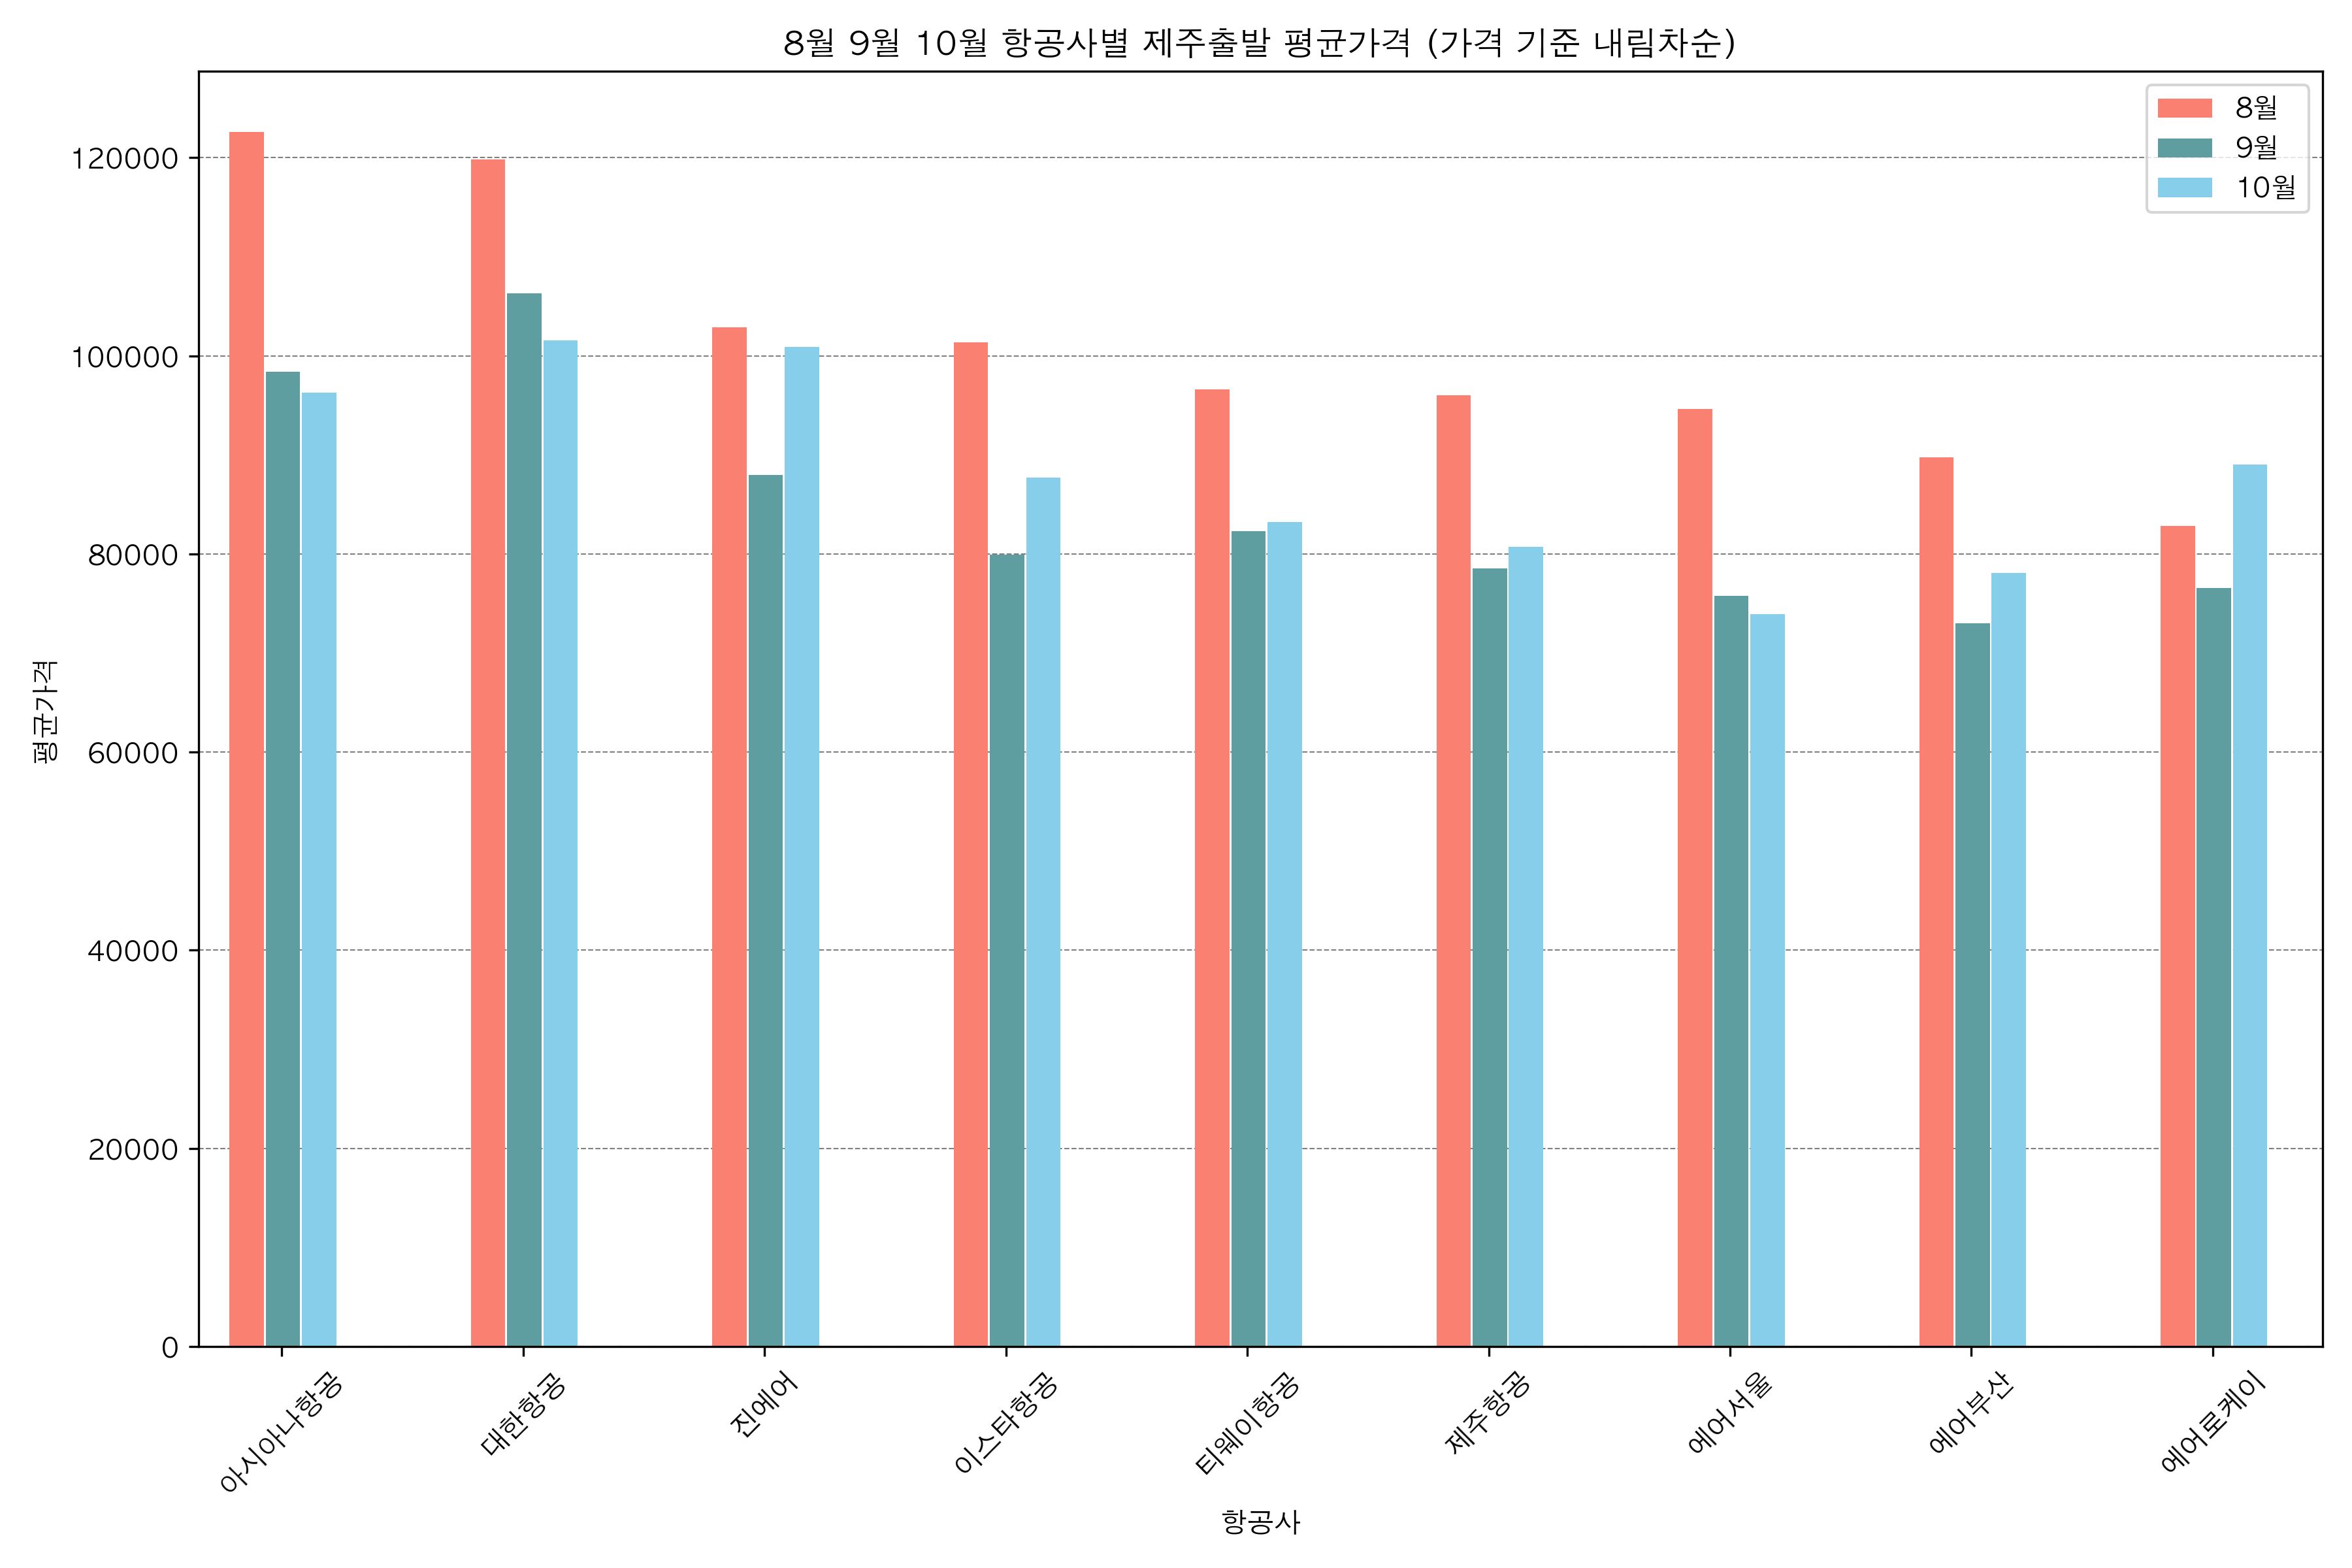 8월 9월 10월 항공사별 제주출발 평균가격 (가격 기준 내림차순)
8월
9월
10월
120000
100000
80000
60000
40000
20000
0
평균가격
아시아나항공
대한항공
진에어
이스타항공
티웨이항공
제주항공
에어서울
에어부산
에어로케이
항공사